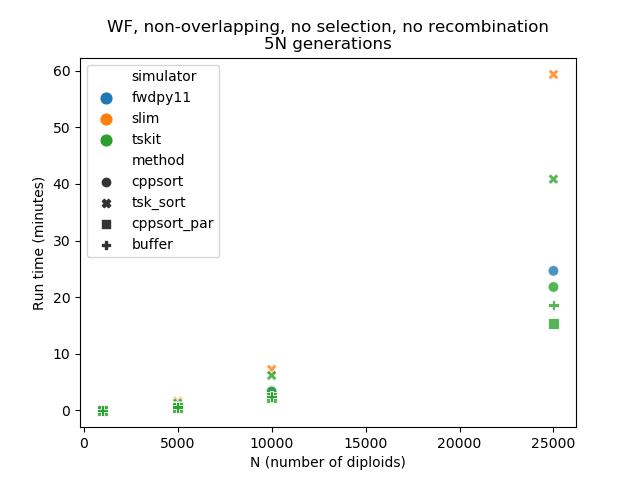 WF, non-overlapping, no selection, no recombination
5N generations
simulator
fwdpy11
slim
tskit
method
cppsort
tsk_sort
cppsort_par
buffer
Run time (minutes)
60
50
40
30
20
10
0
0 5000 10000 15000 20000 25000
N (number of diploids)